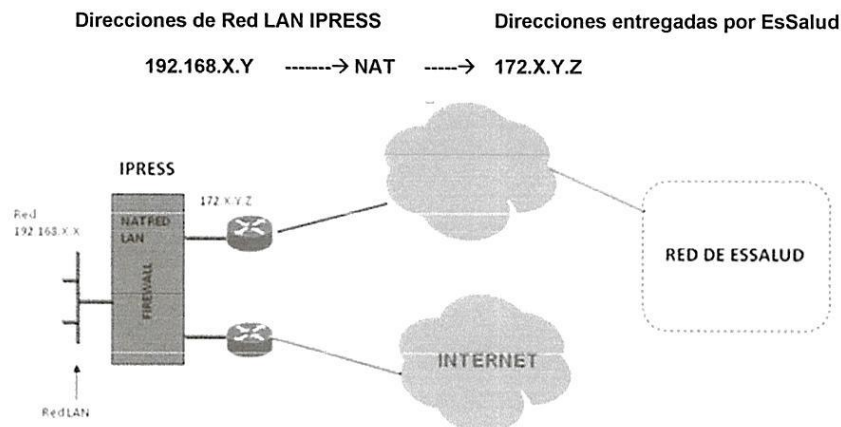 Direcciones de Red LAN IPRESS
Direcciones entregadas por EsSalud
192.168.X.Y -------→ NAT -----→ 172.X.Y.Z
IPRESS
172.X.Y.Z
Red
192.168.X.X
NAT RED
LAN
FIREWALL
RED DE ESSALUD
INTERNET
Red LAN